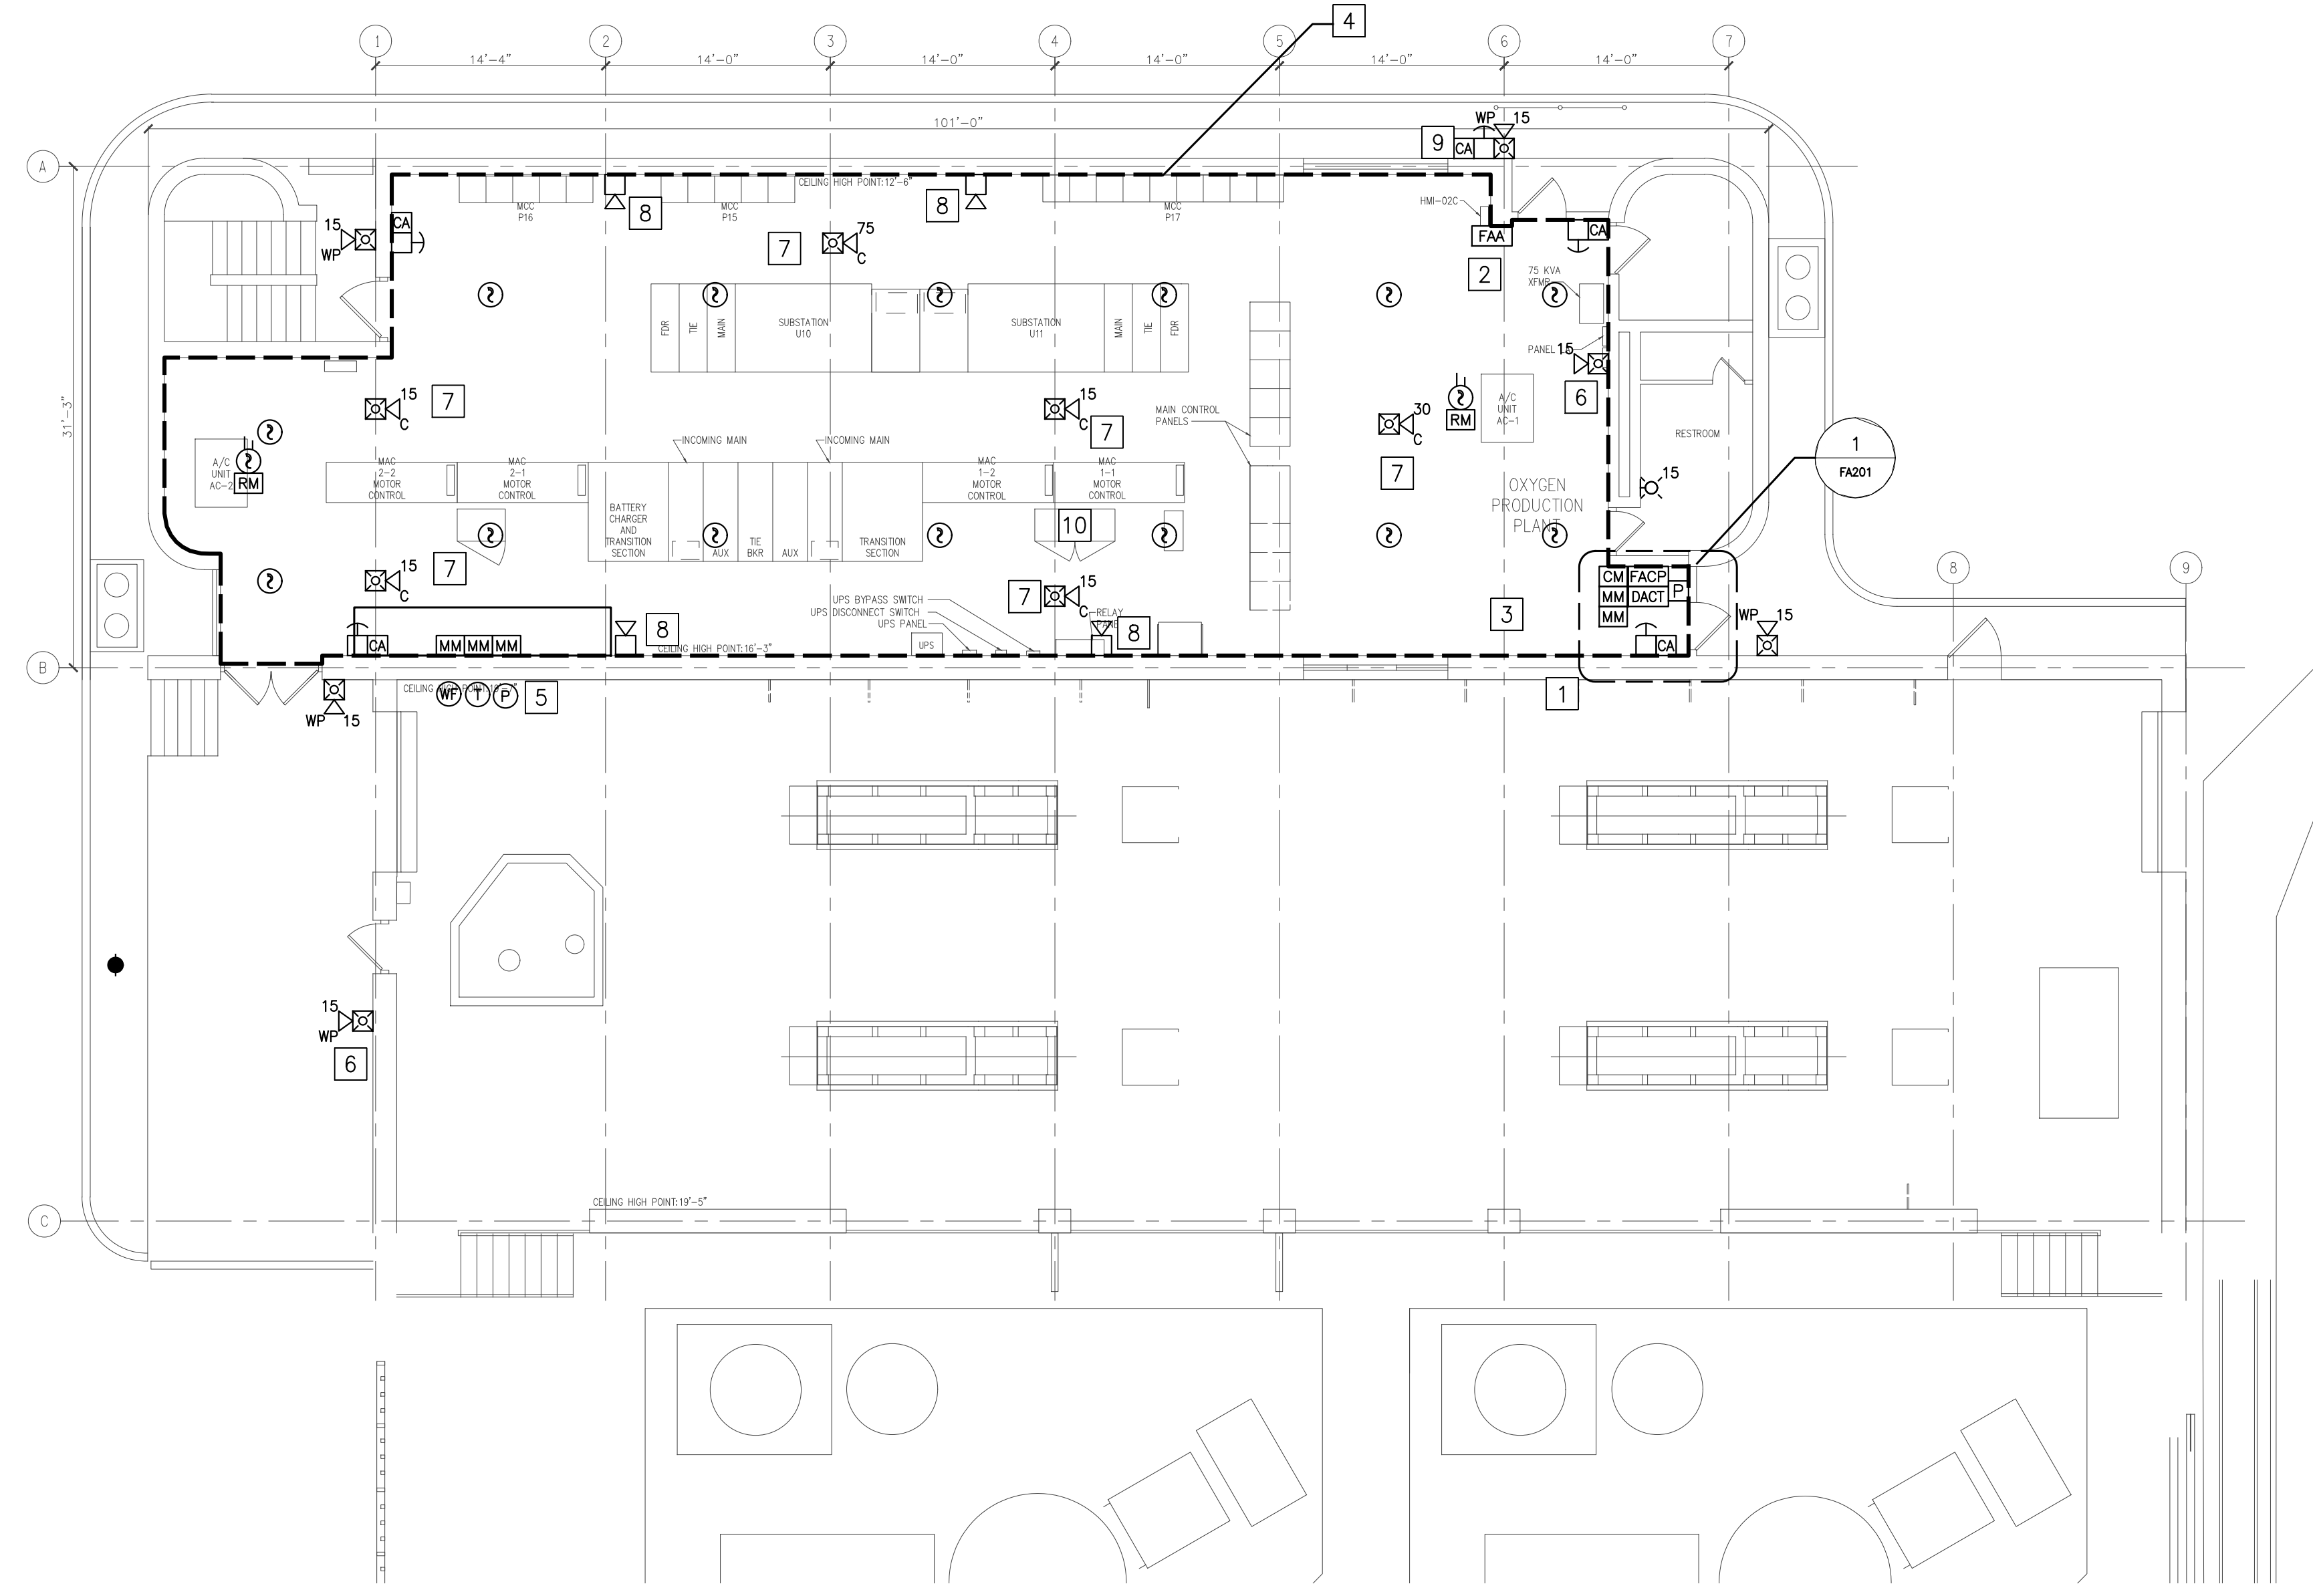 4
1
2
3
4
5
6
7
14'-4"
14'-0"
14'-0"
14'-0"
14'-0"
14'-0"
101'-0"
WP 15
9
CA
A
CEILING HIGH POINT:12'-6"
MCC
P16
8
MCC
P15
8
MCC
P17
HMI-02C
15
WP
CA
7
75
C
FAA
CA
2
75 KVA
XFMR
FDR
TIE
MAIN
SUBSTATION
U10
SUBSTATION
U11
MAIN
TIE
FDR
PANEL
15
6
31'-3"
15
C
7
15
C
7
MAIN CONTROL
PANELS
30
C
7
RM
A/C
UNIT
AC-1
RESTROOM
1
FA201
INCOMING MAIN
INCOMING MAIN
A/C
UNIT
AC-2
RM
MAC
2-2
MOTOR
CONTROL
MAC
2-1
MOTOR
CONTROL
MAC
1-2
MOTOR
CONTROL
MAC
1-1
MOTOR
CONTROL
15
OXYGEN
PRODUCTION
PLANT
BATTERY
CHARGER
AND
TRANSITION
SECTION
AUX
TIE
BKR
AUX
TRANSITION
SECTION
10
15
C
7
7
15
C
UPS BYPASS SWITCH
UPS DISCONNECT SWITCH
UPS PANEL
RELAY
PANEL
3
CM
FACP
MM
DACT
P
MM
8
9
WP 15
CA
MM
MM
MM
8
CEILING HIGH POINT:16'-3"
UPS
8
CA
B
WP 15
CEILING HIGH POINT:
WF
T
P
5
1
15
WP
6
CEILING HIGH POINT:19'-5"
C